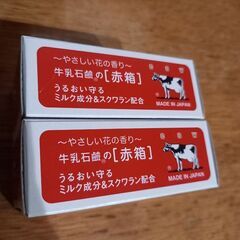 ～やさしい花の香り～
牛乳石鹸の[赤箱]
うるおい守る
ミルク成分&スクワラン配合
MADE IN JAPAN
～やさしい花の香り～
牛乳石鹸の[赤箱]
うるおい守る
ミルク成分&スクワラン配合
MADE IN JAPAN